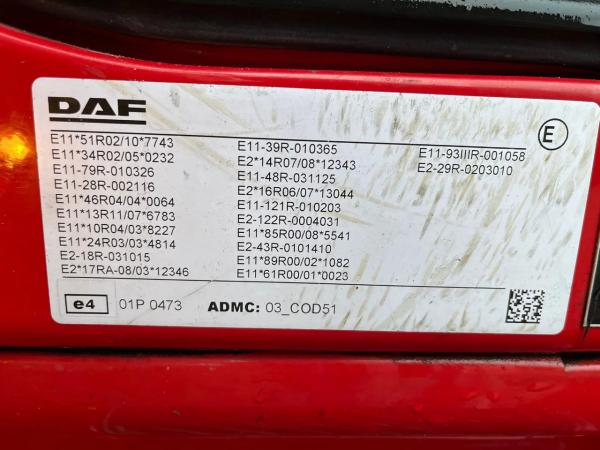 DAF
E11*51R02/10*7743
E11*34R02/05*0232
E11-79R-010326
E11-28R-002116
E11*46R04/04*0064
E11*13R11/07*6783
E11*10R04/03*8227
E11*24R03/03*4814
E2-18R-031015
E2*17RA-08/03*12346
E11-39R-010365
E2*14R07/08*12343
E11-48R-031125
E2*16R06/07*13044
E11-121R-010203
E2-122R-0004031
E11*85R00/08*5541
E2-43R-0101410
E11*89R00/02*1082
E11*61R00/01*0023
E11-93IIIR-001058
E2-29R-0203010
E
e4 01P 0473 ADMC: 03_COD51